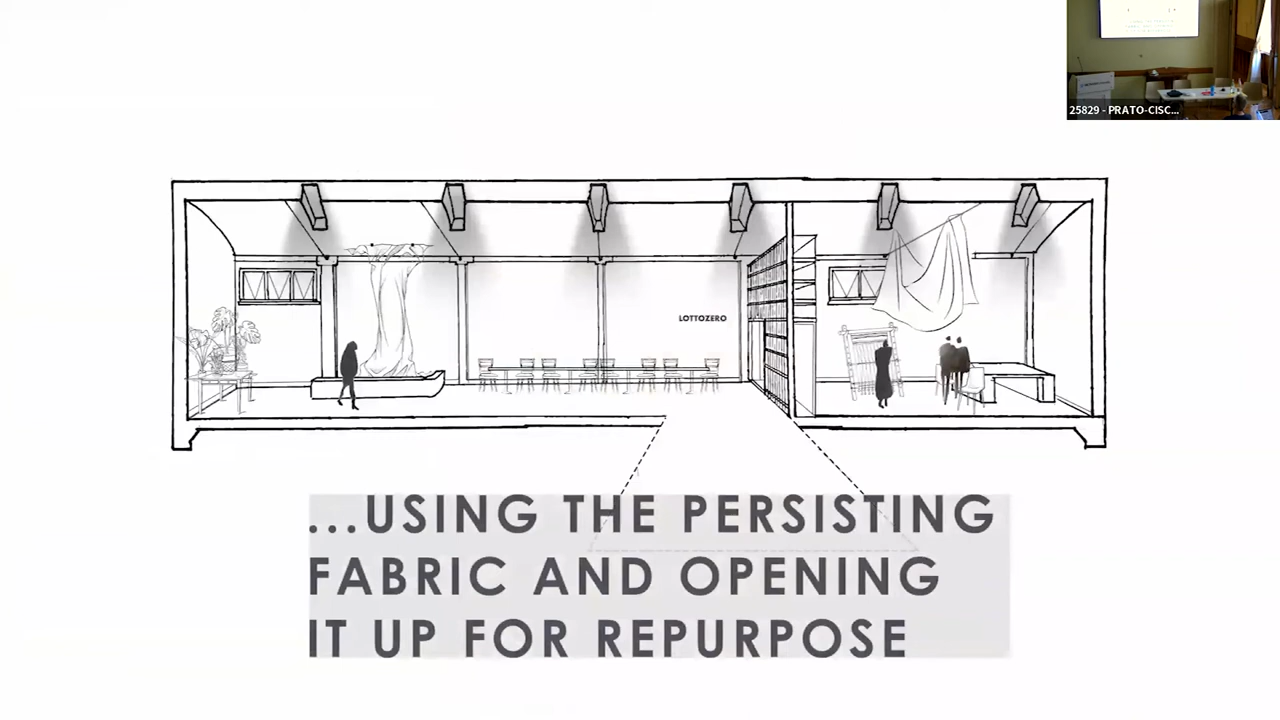 25829 - PRATO-CISC...
LOTTOZERO
...USING THE PERSISTING
FABRIC AND OPENING
IT UP FOR REPURPOSE